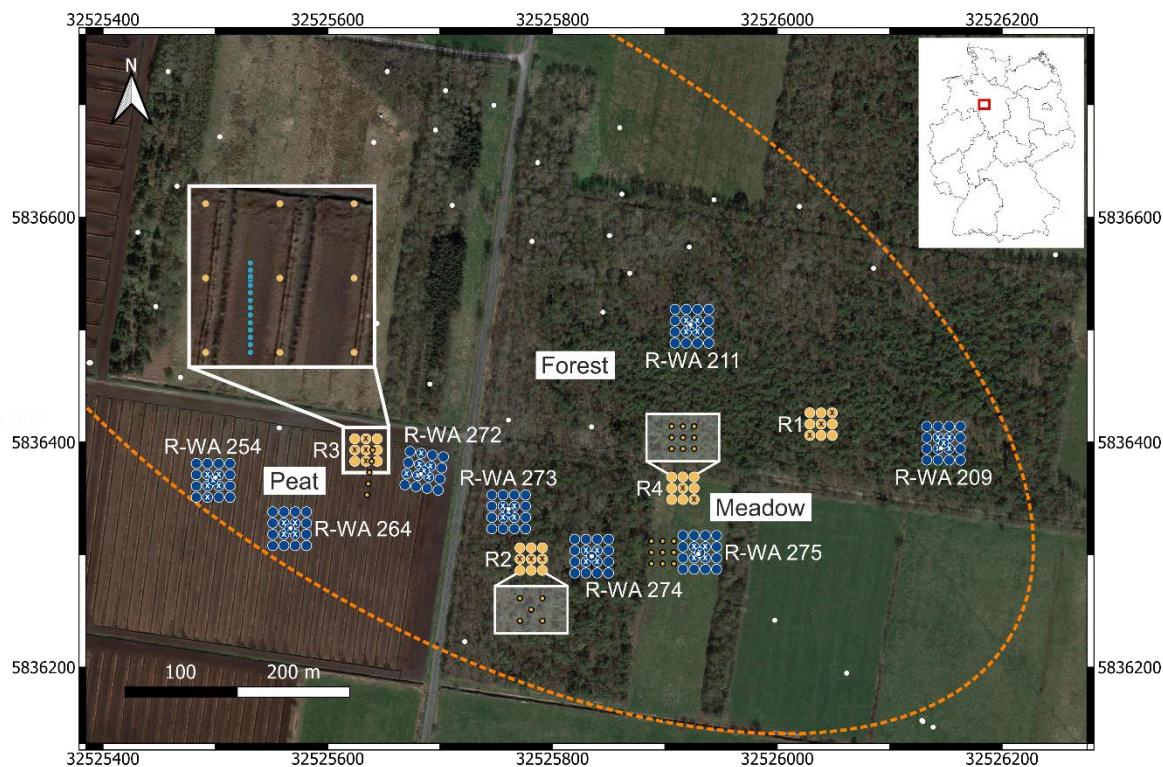 32525400 32525600 32525800 32526000 32526200
N
5836600 5836600
Forest
R-WA 211
R1
R-WA 254
R3
R-WA 272
5836400 5836400
Peat
R-WA 273
R4
Meadow
R-WA 209
R-WA 264
R2
R-WA 275
R-WA 274
5836200 5836200
100 200 m
32525400 32525600 32525800 32526000 32526200